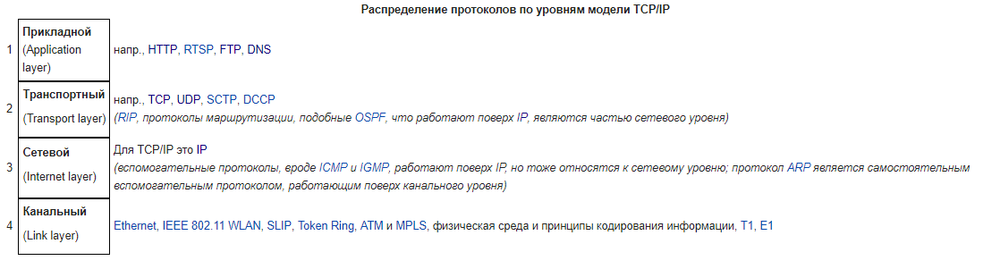 Распределение протоколов по уровням модели TCP/IP
1
Прикладной
(Application
layer)
напр., HTTP, RTSP, FTP, DNS
2
Транспортный
(Transport layer)
напр., TCP, UDP, SCTP, DCCP
(RIP, протоколы маршрутизации, подобные OSPF, что работают поверх IP, являются частью сетевого уровня)
3
Сетевой
(Internet layer)
Для TCP/IP это IP
(вспомогательные протоколы, вроде ICMP и IGMP, работают поверх IP, но тоже относятся к сетевому уровню; протокол ARP является самостоятельным
вспомогательным протоколом, работающим поверх канального уровня)
4
Канальный
(Link layer)
Ethernet, IEEE 802.11 WLAN, SLIP, Token Ring, ATM и MPLS, физическая среда и принципы кодирования информации, T1, E1